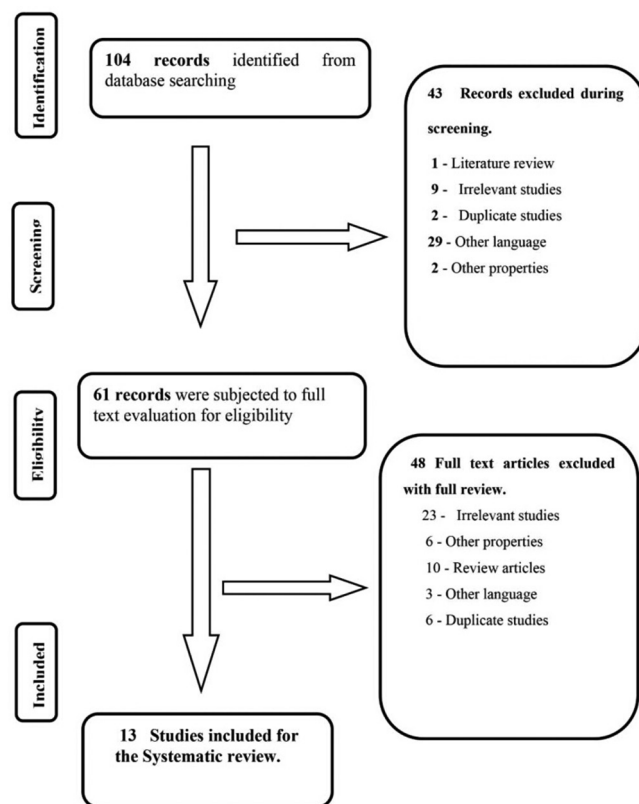 Identification
104 records identified from
database searching
43 Records excluded during
screening.
1 - Literature review
9 - Irrelevant studies
2 - Duplicate studies
29 - Other language
2 - Other properties
Screening
61 records were subjected to full
text evaluation for eligibility
Eligibility
48 Full text articles excluded
with full review.
23 - Irrelevant studies
6 - Other properties
10 - Review articles
3 - Other language
6 - Duplicate studies
Included
13 Studies included for
the Systematic review.